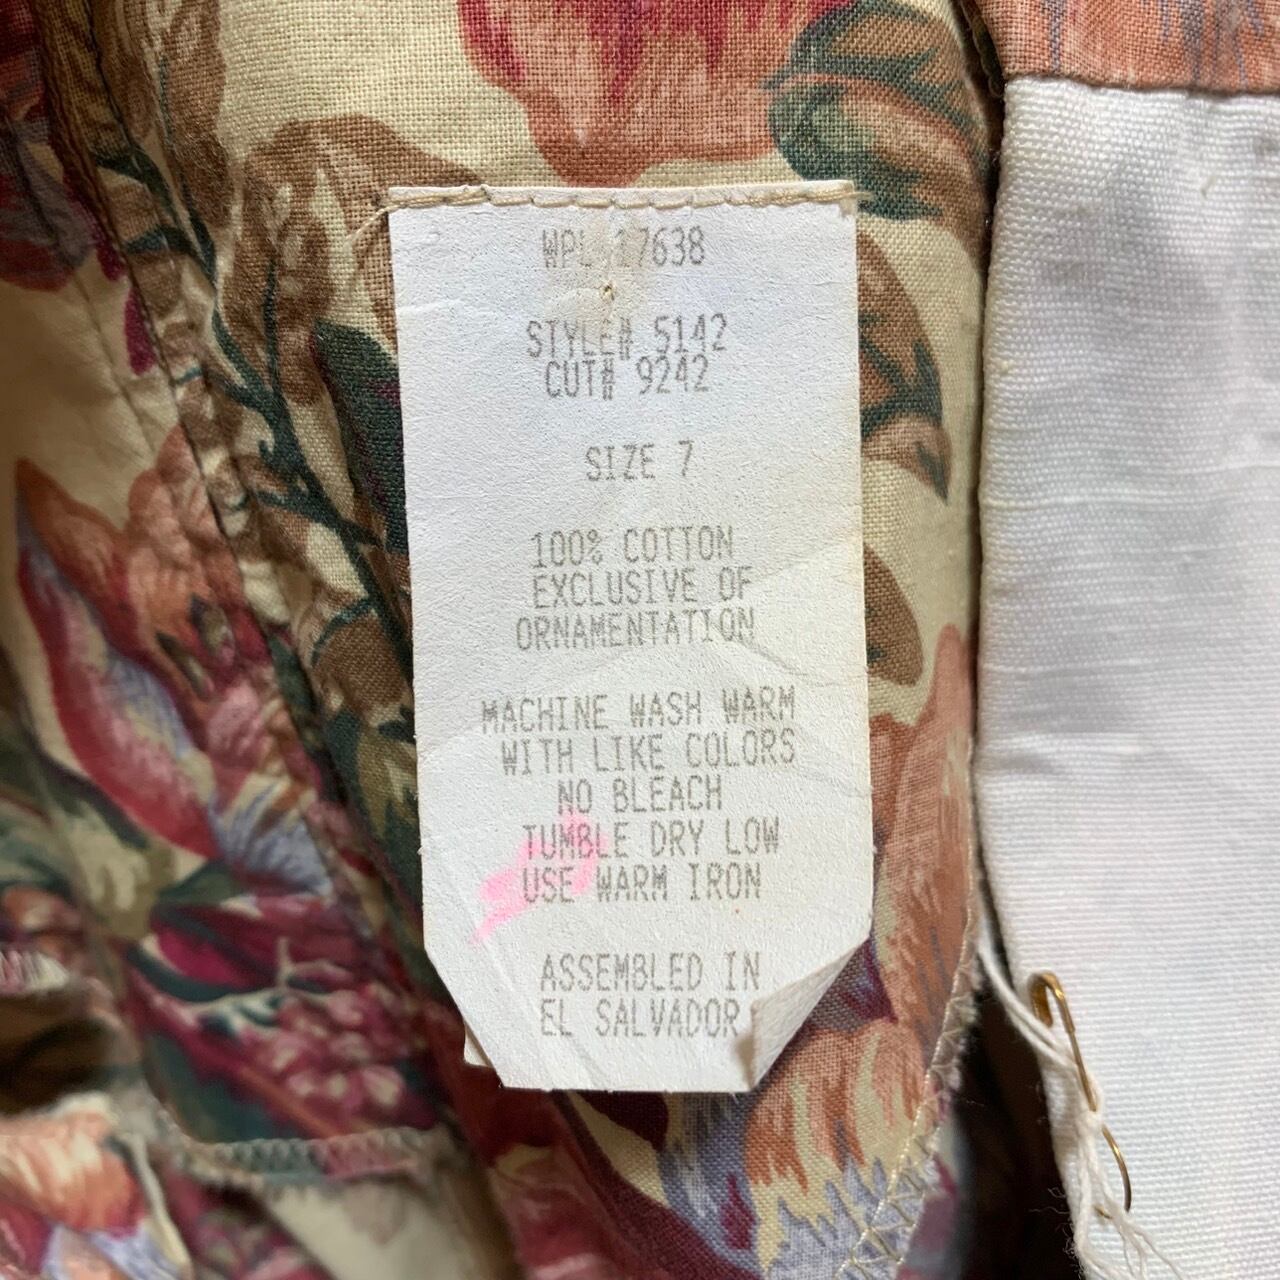 WPL 17638
STYLE# 5142
CUT# 9242
SIZE 7
100% COTTON
EXCLUSIVE OF
ORNAMENTATION
MACHINE WASH WARM
WITH LIKE COLORS
NO BLEACH
TUMBLE DRY LOW
USE WARM IRON
ASSEMBLED IN
EL SALVADOR